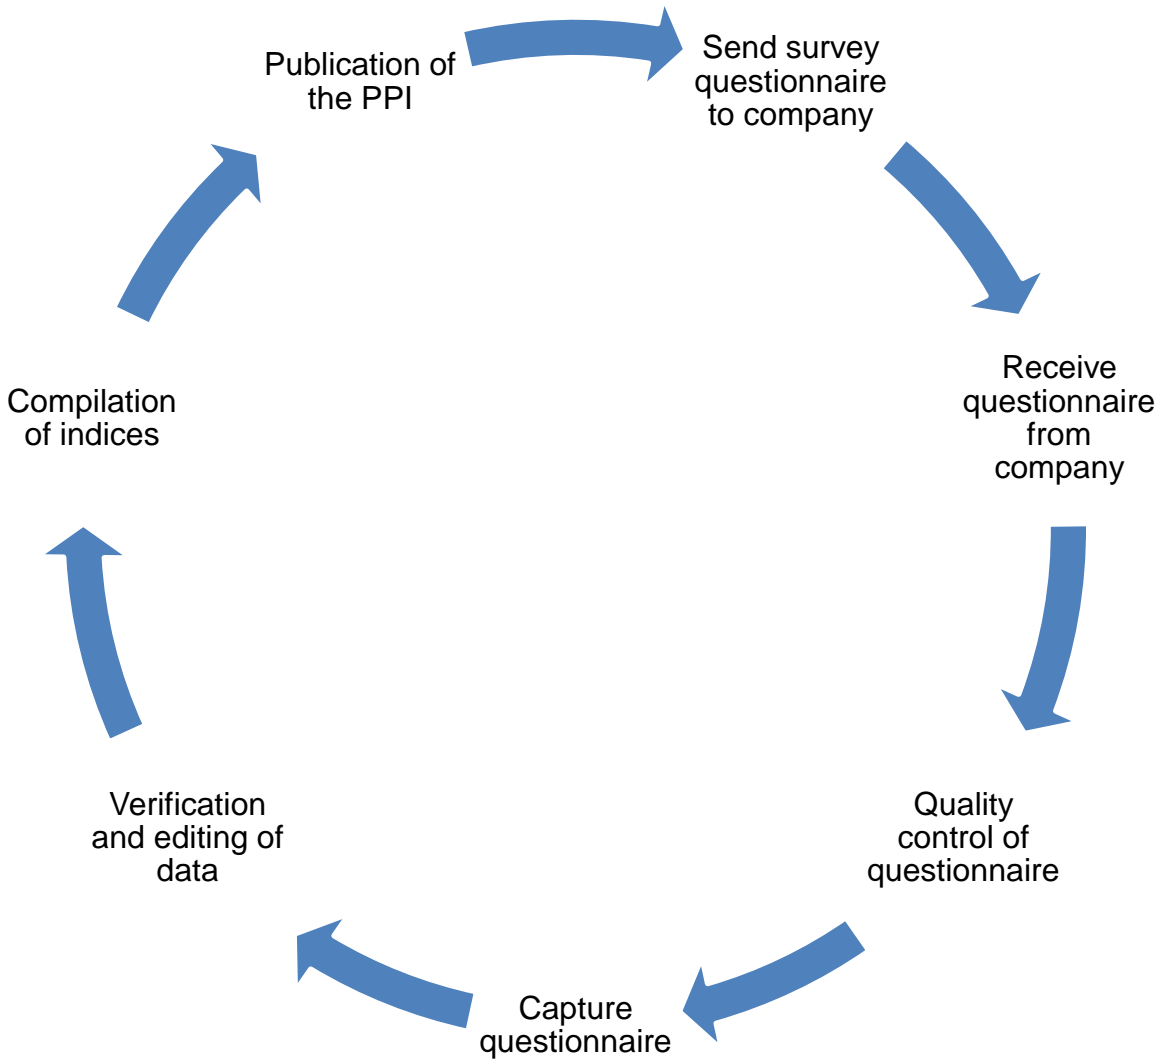 Publication of
the PPI
Send survey
questionnaire
to company
Receive
questionnaire
from
company
Quality
control of
questionnaire
Capture
questionnaire
Verification
and editing of
data
Compilation
of indices